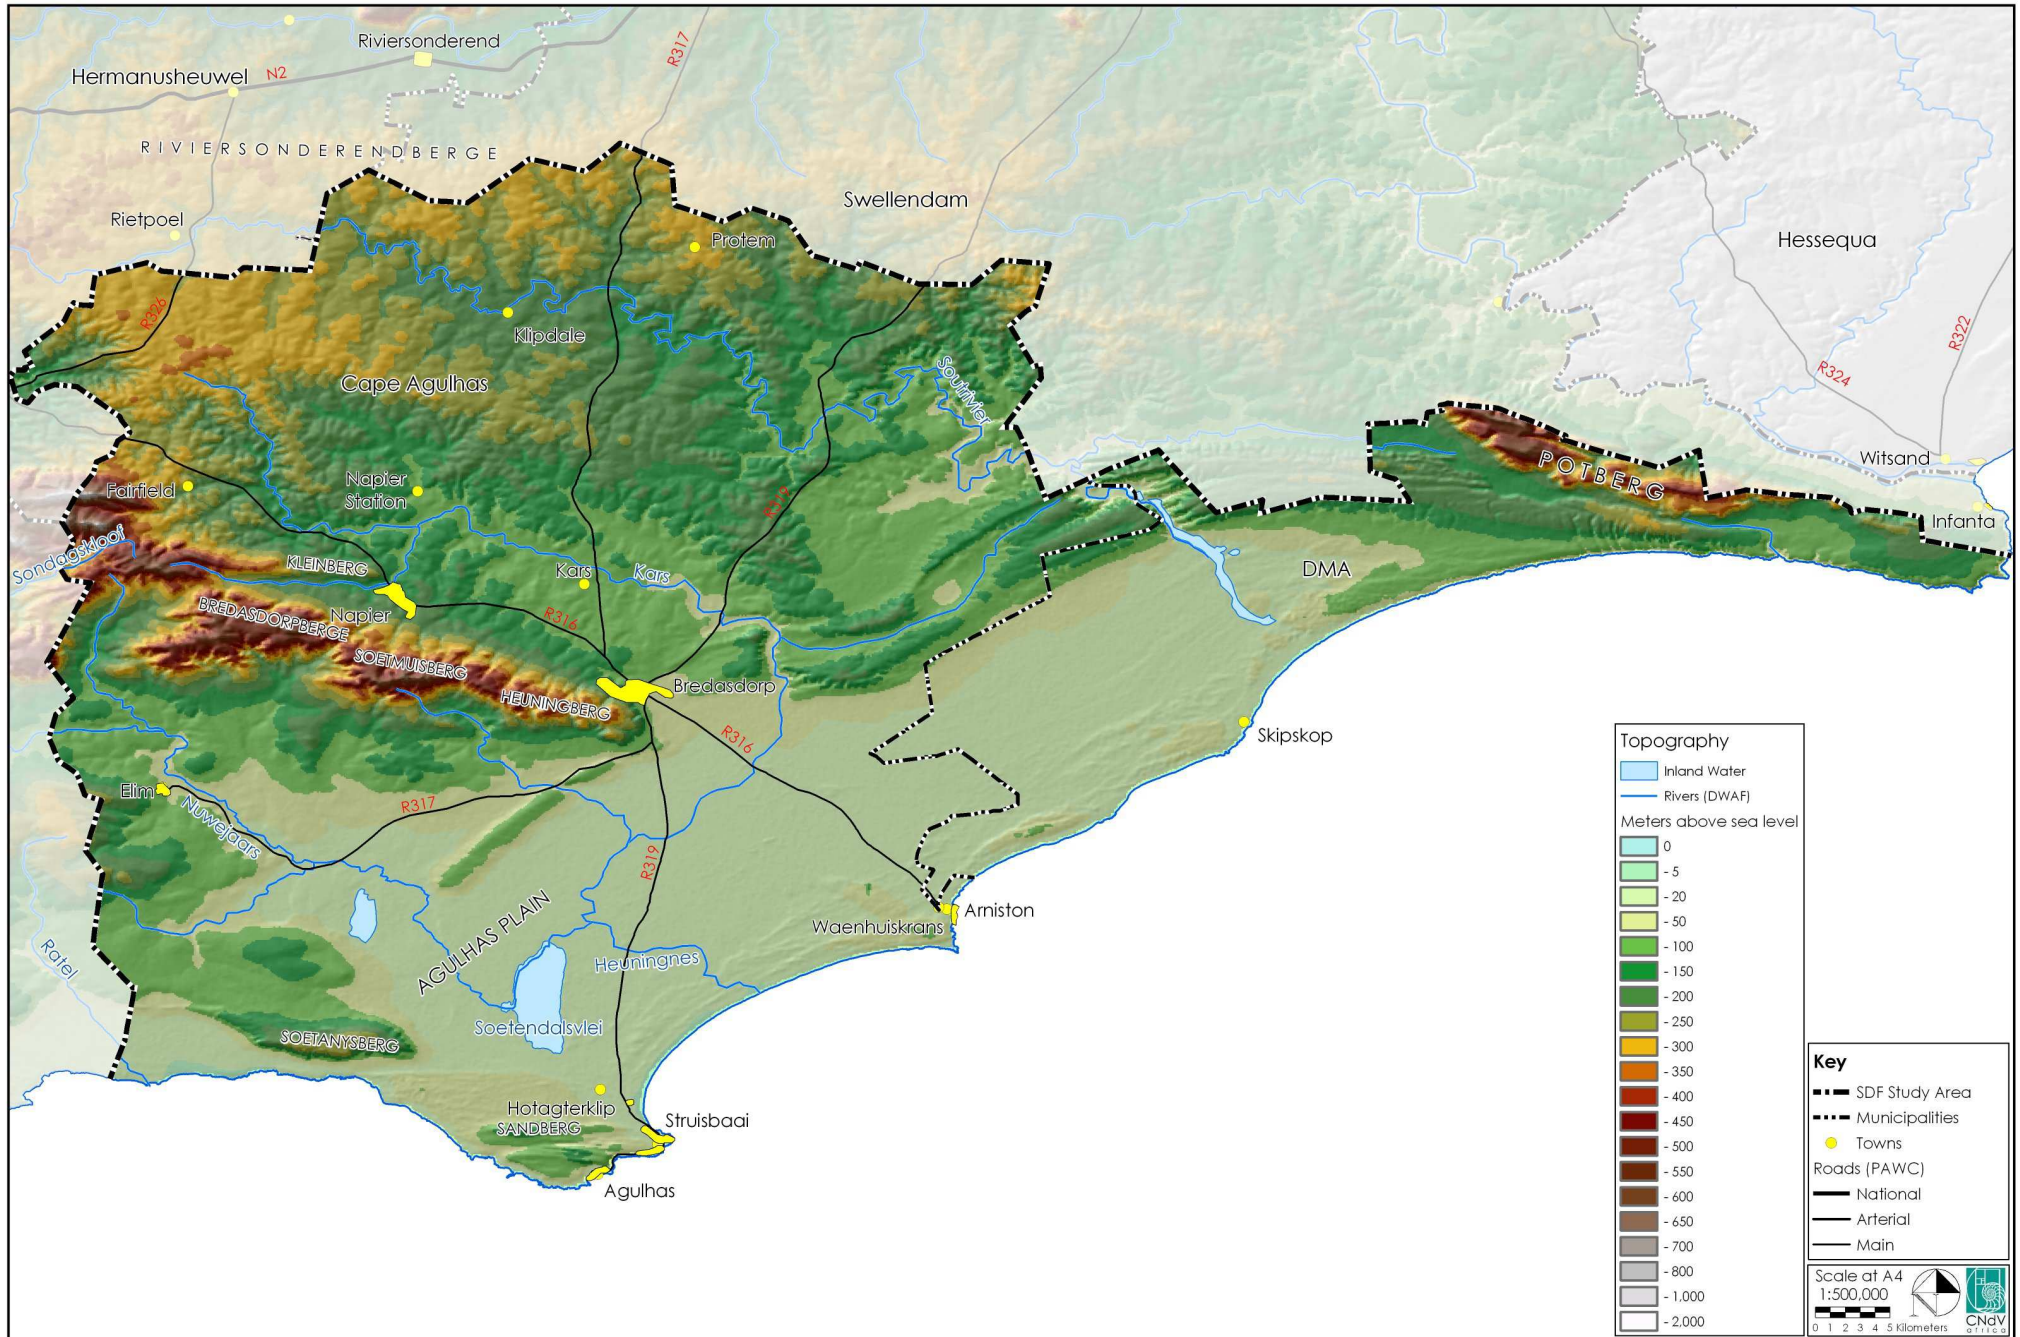 Riviersonderend
R317
Hermanusheuwel
N2
RIVIERSONDERENDBERGE
Swellendam
Rietpoel
Protem
Hessequa
R326
Klipdale
R322
Cape Agulhas
Soutrivier
R324
Napier
Station
Fairfield
R319
POTBERG
Witsand
Infanta
Sondagskloof
KLEINBERG
Kars
Kars
DMA
BREDASDORPBERGE
Napier
R316
SOETMUISBERG
Bredasdorp
HEUNINGBERG
R316
Skipskop
Elim
Nuwejaars
R317
R319
AGULHAS PLAIN
Arniston
Waenhuiskrans
Ratel
Heuningnes
Soetendalsvlei
SOETANYSBERG
Hotagterklip
SANDBERG
Struisbaai
Agulhas
Topography
Inland Water
Rivers (DWAF)
Meters above sea level
0
- 5
- 20
- 50
- 100
- 150
- 200
- 250
- 300
- 350
- 400
- 450
- 500
- 550
- 600
- 650
- 700
- 800
- 1,000
- 2,000
Key
SDF Study Area
Municipalities
Towns
Roads (PAWC)
National
Arterial
Main
Scale at A4
1:500,000
0 1 2 3 4 5 Kilometers
CNdV
africa